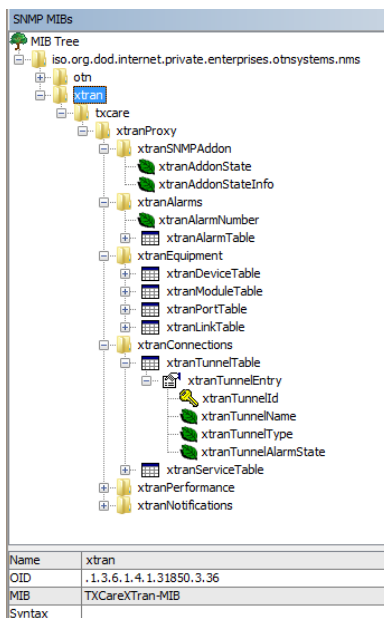 SNMP MIBs
MIB Tree
iso.org.dod.internet.private.enterprises.otnsystems.nms
otn
xtran
txcare
xtranProxy
xtranSNMPAddon
xtranAddonState
xtranAddonStateInfo
xtranAlarms
xtranAlarmNumber
xtranAlarmTable
xtranEquipment
xtranDeviceTable
xtranModuleTable
xtranPortTable
xtranLinkTable
xtranConnections
xtranTunnelTable
xtranTunnelEntry
xtranTunnelId
xtranTunnelName
xtranTunnelType
xtranTunnelAlarmState
xtranServiceTable
xtranPerformance
xtranNotifications
Name xtran
OID .1.3.6.1.4.1.31850.3.36
MIB TXCareXTran-MIB
Syntax